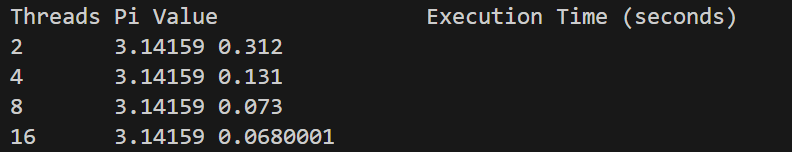 Threads Pi Value                Execution Time (seconds)
2       3.14159 0.312
4       3.14159 0.131
8       3.14159 0.073
16      3.14159 0.0680001